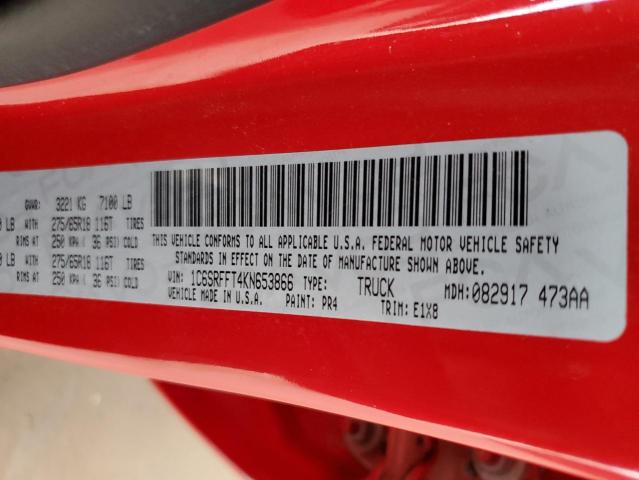 GVWR: 3221 KG 7100 LB
LB WITH 275/65R18 116T TIRES
RIMS AT 250 KPA( 36 PSI) COLD
LB WITH 275/65R18 116T TIRES
RIMS AT 250 KPA( 36 PSI) COLD
THIS VEHICLE CONFORMS TO ALL APPLICABLE U.S.A. FEDERAL MOTOR VEHICLE SAFETY
STANDARDS IN EFFECT ON THE DATE OF MANUFACTURE SHOWN ABOVE.
VIN: 1C6SRFFT4KN653866 TYPE: TRUCK MDH: 082917 473AA
VEHICLE MADE IN U.S.A. PAINT: PR4 TRIM: E1X8